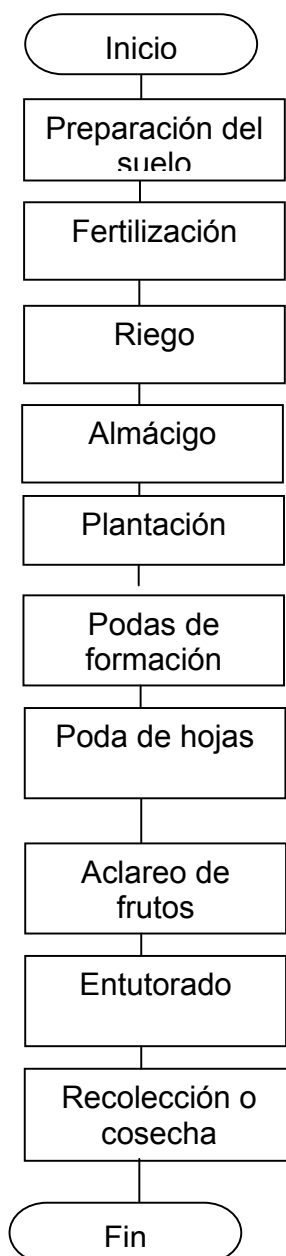 Inicio
Preparación del
suelo
Fertilización
Riego
Almácigo
Plantación
Podas de
formación
Poda de hojas
Aclareo de
frutos
Entutorado
Recolección o
cosecha
Fin